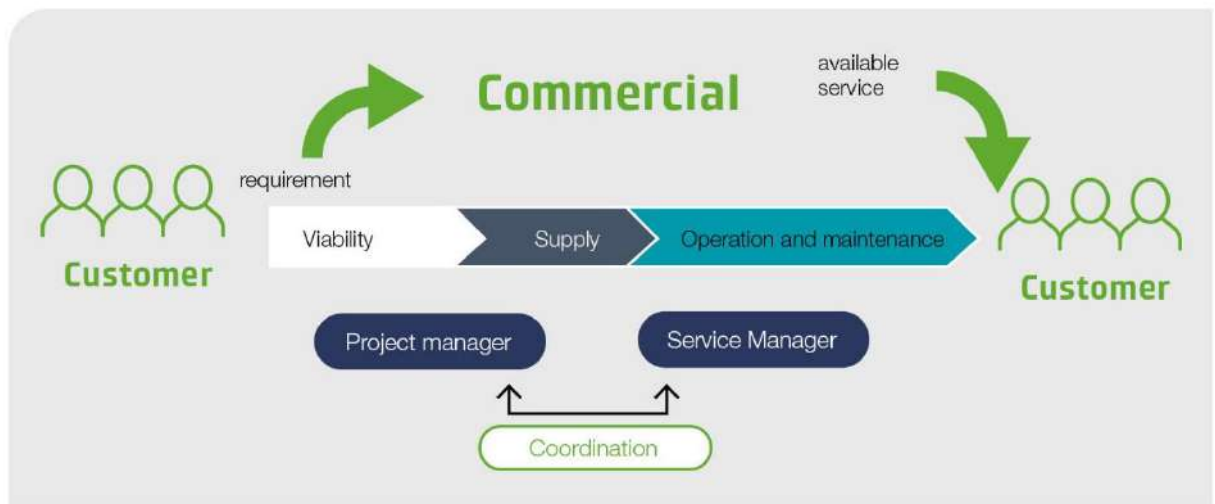 Commercial
available
service
requirement
Customer
Viability
Supply
Operation and maintenance
Customer
Project manager
Service Manager
Coordination